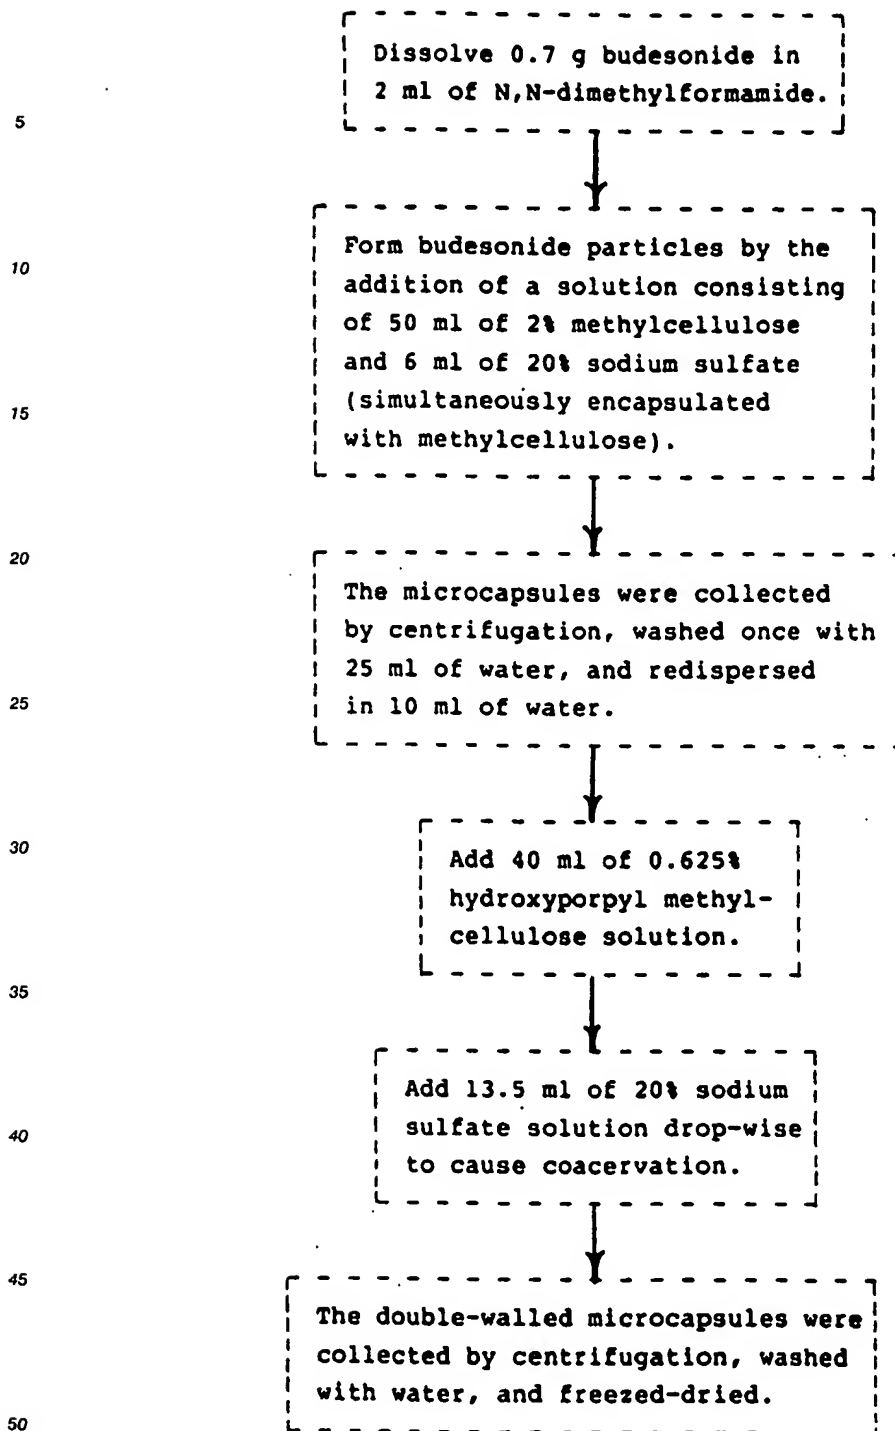 Dissolve 0.7 g budesonide in
2 ml of N,N-dimethylformamide.
5
Form budesonide particles by the
10
addition of a solution consisting
of 50 ml of 2% methylcellulose
and 6 ml of 20% sodium sulfate
15
(simultaneously encapsulated
with methylcellulose).
20
The microcapsules were collected
by centrifugation, washed once with
25 ml of water, and redispersed
25
in 10 ml of water.
30
Add 40 ml of 0.625%
hydroxyporpyl methyl-
cellulose solution.
35
Add 13.5 ml of 20% sodium
sulfate solution drop-wise
40
to cause coacervation.
45
The double-walled microcapsules were
collected by centrifugation, washed
with water, and freezed-dried.
50